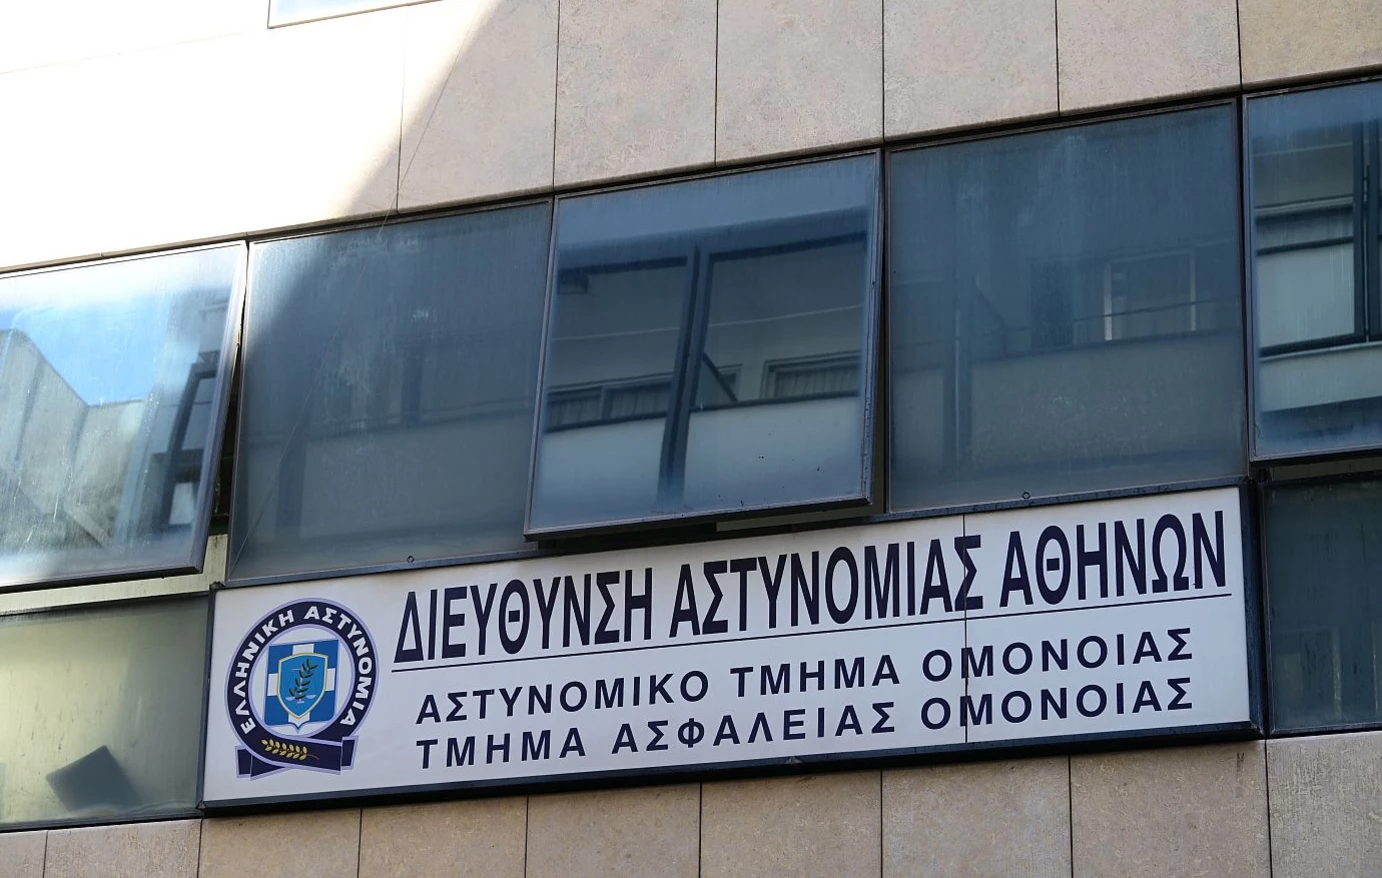 ΕΛΛΗΝΙΚΗ ΑΣΤΥΝΟΜΙΑ
ΔΙΕΥΘΥΝΣΗ ΑΣΤΥΝΟΜΙΑΣ ΑΘΗΝΩΝ
ΑΣΤΥΝΟΜΙΚΟ ΤΜΗΜΑ ΟΜΟΝΟΙΑΣ
ΤΜΗΜΑ ΑΣΦΑΛΕΙΑΣ ΟΜΟΝΟΙΑΣ